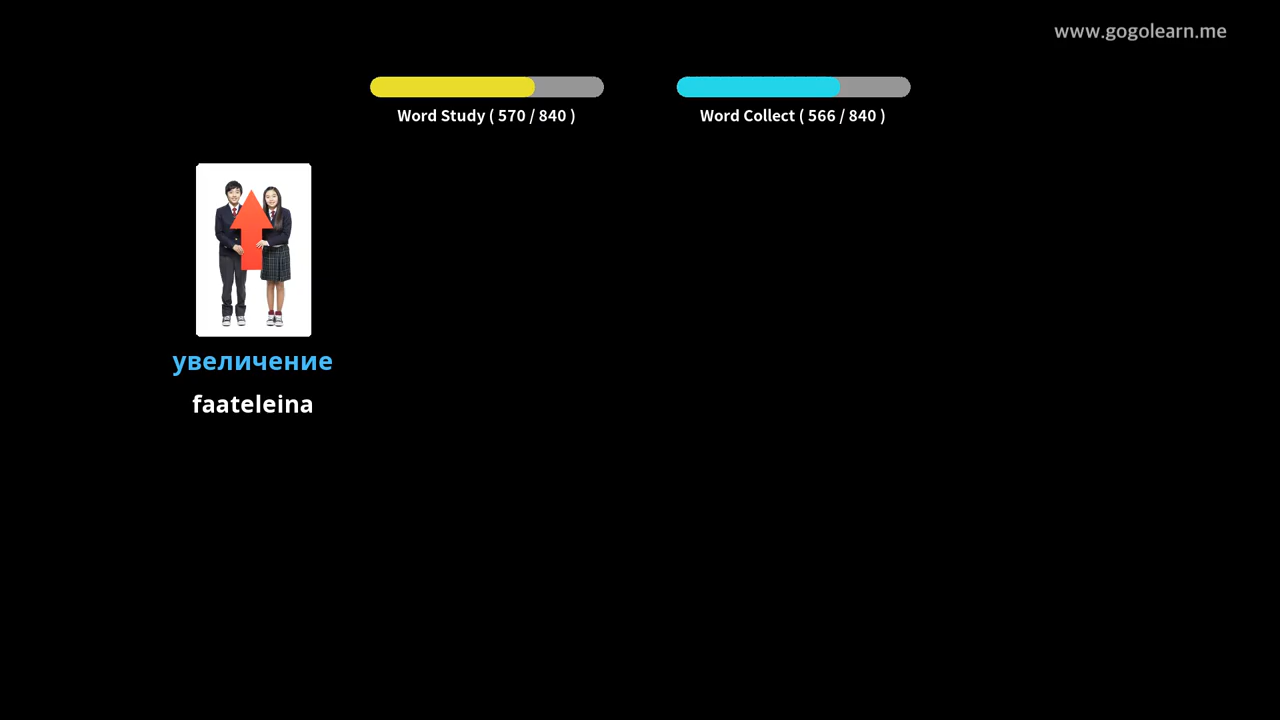 www.gogolearn.me
Word Study ( 570 / 840 )
Word Collect ( 566 / 840 )
увеличение
faateleina